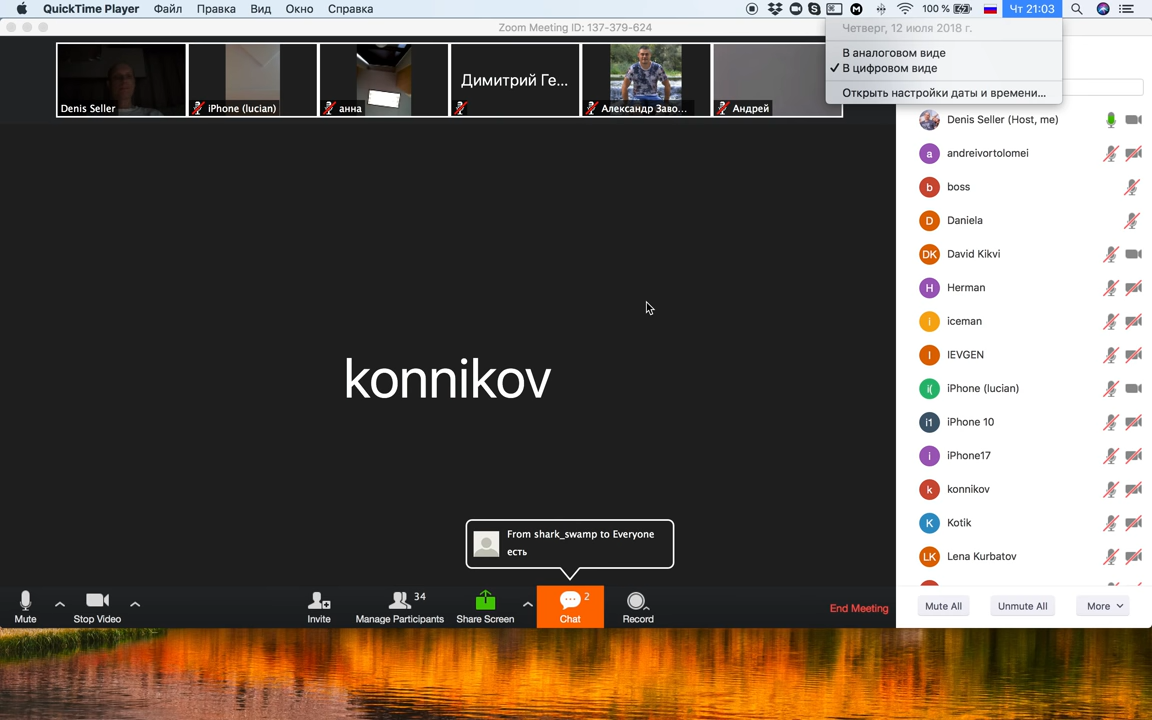 QuickTime Player Файл Правка Вид Окно Справка 100 % Чт 21:03
Zoom Meeting ID: 137-379-624
Четверг, 12 июля 2018 г.
В аналоговом виде
✓ В цифровом виде
Открыть настройки даты и времени...
Denis Seller
iPhone (lucian)
анна
Димитрий Ге...
Александр Заво...
Андрей
Denis Seller (Host, me)
a andreivortolomei
b boss
D Daniela
DK David Kikvi
H Herman
i iceman
I IEVGEN
i( iPhone (lucian)
i1 iPhone 10
i iPhone17
k konnikov
K Kotik
LK Lena Kurbatov
konnikov
From shark_swamp to Everyone
есть
Mute
Stop Video
Invite
34
Manage Participants
Share Screen
2
Chat
Record
End Meeting
Mute All
Unmute All
More